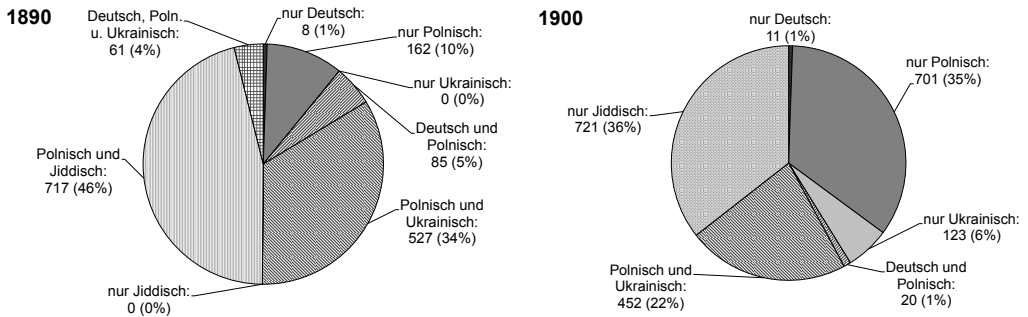 1890
Deutsch, Poln.
u. Ukrainisch:
61 (4%)
nur Deutsch:
8 (1%)
nur Polnisch:
162 (10%)
nur Ukrainisch:
0 (0%)
Deutsch und
Polnisch:
85 (5%)
Polnisch und
Ukrainisch:
527 (34%)
nur Jiddisch:
0 (0%)
Polnisch und
Jiddisch:
717 (46%)
1900
nur Deutsch:
11 (1%)
nur Polnisch:
701 (35%)
nur Ukrainisch:
123 (6%)
Deutsch und
Polnisch:
20 (1%)
Polnisch und
Ukrainisch:
452 (22%)
nur Jiddisch:
721 (36%)